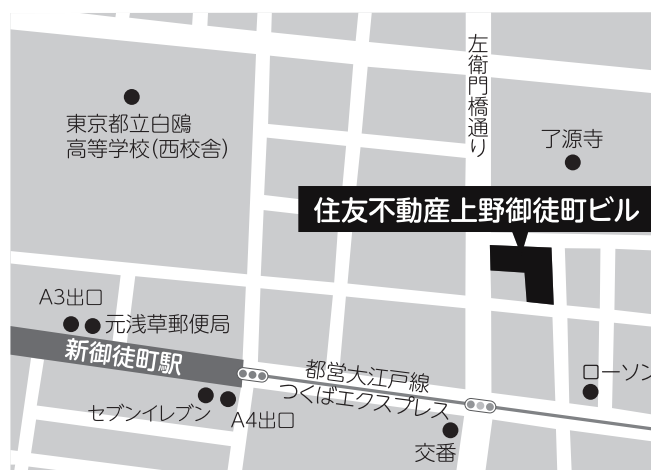 左衛門橋通り
東京都立白鴎
高等学校(西校舎)
了源寺
住友不動産上野御徒町ビル
A3出口
元浅草郵便局
新御徒町駅
都営大江戸線
つくばエクスプレス
ローソン
セブンイレブン
A4出口
交番